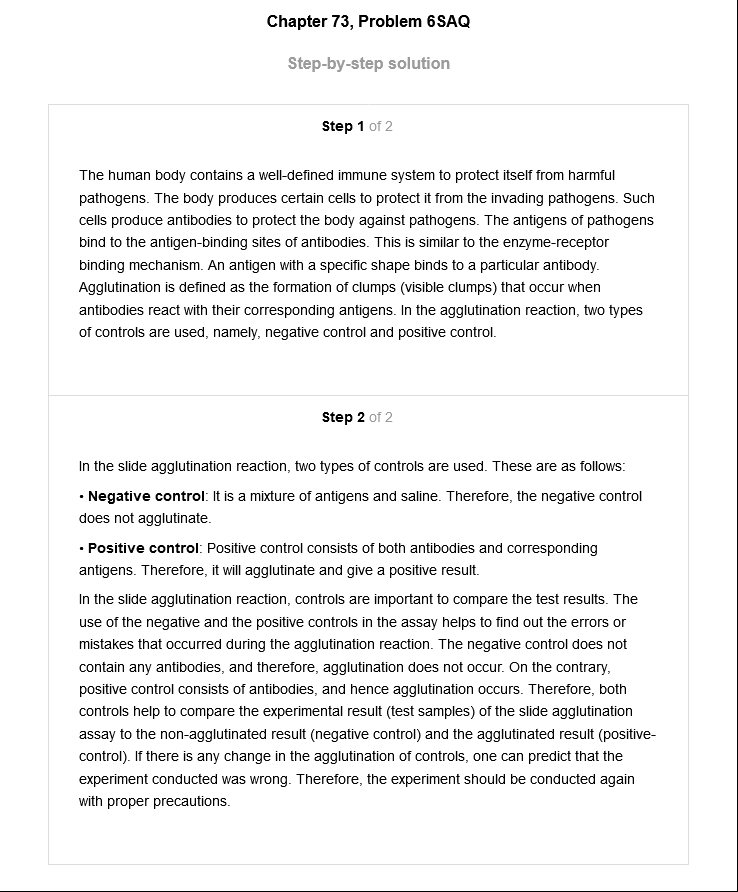 Chapter 73, Problem 6SAQ
Step-by-step solution
Step 1 of 2
The human body contains a well-defined immune system to protect itself from harmful
pathogens. The body produces certain cells to protect it from the invading pathogens. Such
cells produce antibodies to protect the body against pathogens. The antigens of pathogens
bind to the antigen-binding sites of antibodies. This is similar to the enzyme-receptor
binding mechanism. An antigen with a specific shape binds to a particular antibody.
Agglutination is defined as the formation of clumps (visible clumps) that occur when
antibodies react with their corresponding antigens. In the agglutination reaction, two types
of controls are used, namely, negative control and positive control.
Step 2 of 2
In the slide agglutination reaction, two types of controls are used. These are as follows:
• Negative control: It is a mixture of antigens and saline. Therefore, the negative control
does not agglutinate.
• Positive control: Positive control consists of both antibodies and corresponding
antigens. Therefore, it will agglutinate and give a positive result.
In the slide agglutination reaction, controls are important to compare the test results. The
use of the negative and the positive controls in the assay helps to find out the errors or
mistakes that occurred during the agglutination reaction. The negative control does not
contain any antibodies, and therefore, agglutination does not occur. On the contrary,
positive control consists of antibodies, and hence agglutination occurs. Therefore, both
controls help to compare the experimental result (test samples) of the slide agglutination
assay to the non-agglutinated result (negative control) and the agglutinated result (positive-
control). If there is any change in the agglutination of controls, one can predict that the
experiment conducted was wrong. Therefore, the experiment should be conducted again
with proper precautions.